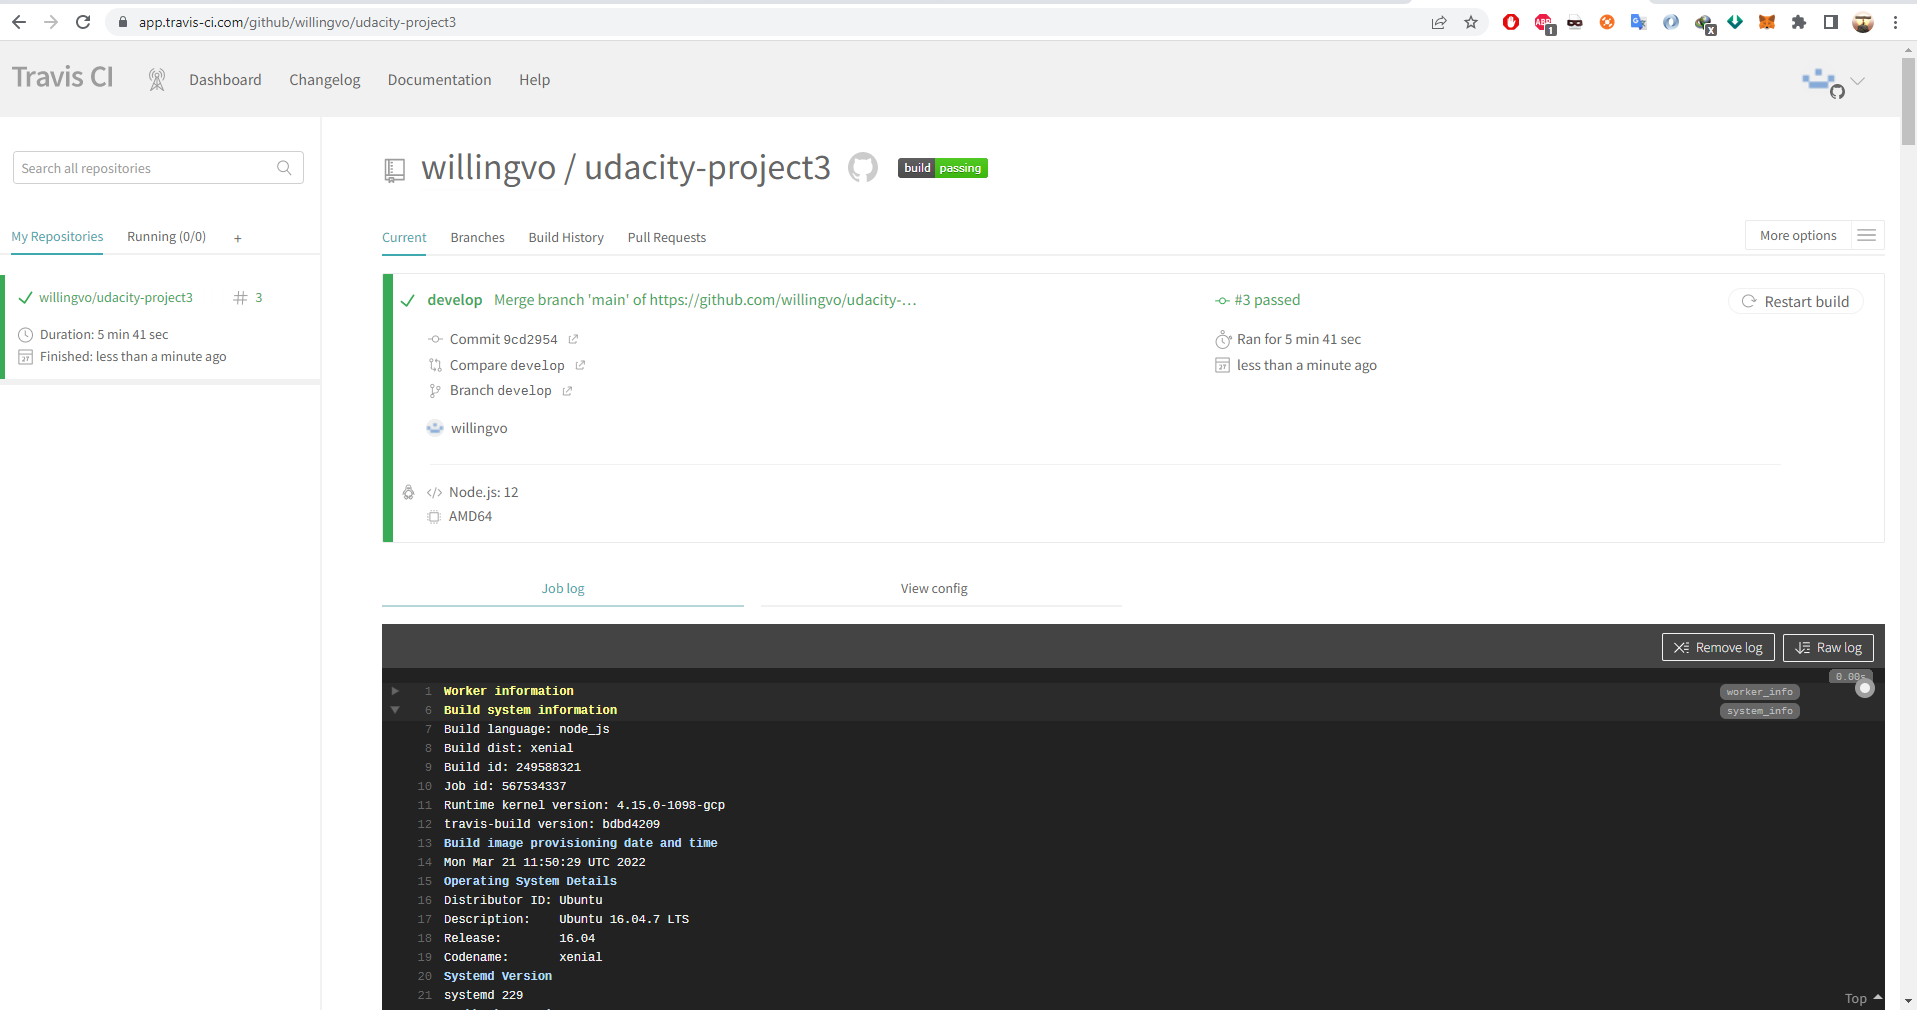 app.travis-ci.com/github/willingvo/udacity-project3
ABP
1
X
Travis CI
Dashboard
Changelog
Documentation
Help
Search all repositories
My Repositories
Running (0/0)
+
willingvo/udacity-project3
# 3
Duration: 5 min 41 sec
Finished: less than a minute ago
willingvo / udacity-project3
build passing
Current
Branches
Build History
Pull Requests
More options
develop Merge branch 'main' of https://github.com/willingvo/udacity-…
#3 passed
Restart build
Commit 9cd2954
Ran for 5 min 41 sec
Compare develop
less than a minute ago
Branch develop
willingvo
Node.js: 12
AMD64
Job log
View config
Remove log
Raw log
0.00s
1 Worker information
worker_info
6 Build system information
system_info
7 Build language: node_js
8 Build dist: xenial
9 Build id: 249588321
10 Job id: 567534337
11 Runtime kernel version: 4.15.0-1098-gcp
12 travis-build version: bdbd4209
13 Build image provisioning date and time
14 Mon Mar 21 11:50:29 UTC 2022
15 Operating System Details
16 Distributor ID: Ubuntu
17 Description: Ubuntu 16.04.7 LTS
18 Release: 16.04
19 Codename: xenial
20 Systemd Version
21 systemd 229
Top